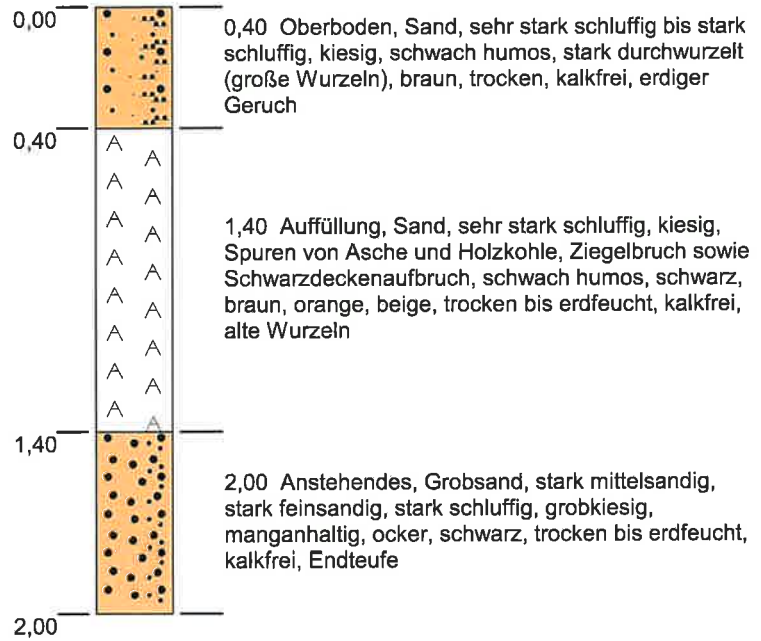 0,00
0,40 Oberboden, Sand, sehr stark schluffig bis stark
schluffig, kiesig, schwach humos, stark durchwurzelt
(große Wurzeln), braun, trocken, kalkfrei, erdiger
Geruch
0,40
A A A A A A A A A A A A A A A A
1,40 Auffüllung, Sand, sehr stark schluffig, kiesig,
Spuren von Asche und Holzkohle, Ziegelbruch sowie
Schwarzdeckenaufbruch, schwach humos, schwarz,
braun, orange, beige, trocken bis erdfeucht, kalkfrei,
alte Wurzeln
1,40
2,00 Anstehendes, Grobsand, stark mittelsandig,
stark feinsandig, stark schluffig, grobkiesig,
manganhaltig, ocker, schwarz, trocken bis erdfeucht,
kalkfrei, Endteufe
2,00